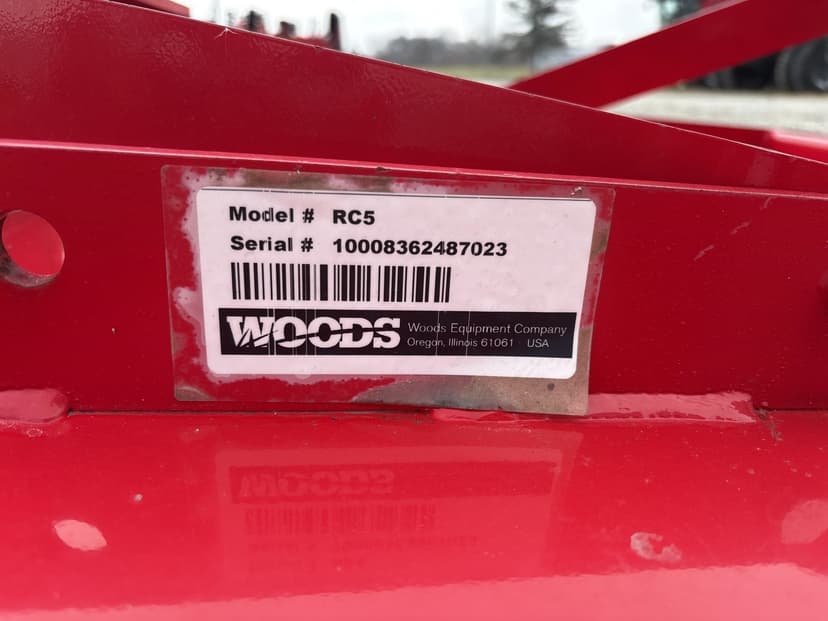 Model # RC5
Serial # 10008362487023
WOODS
Woods Equipment Company
Oregon, Illinois 61061 USA